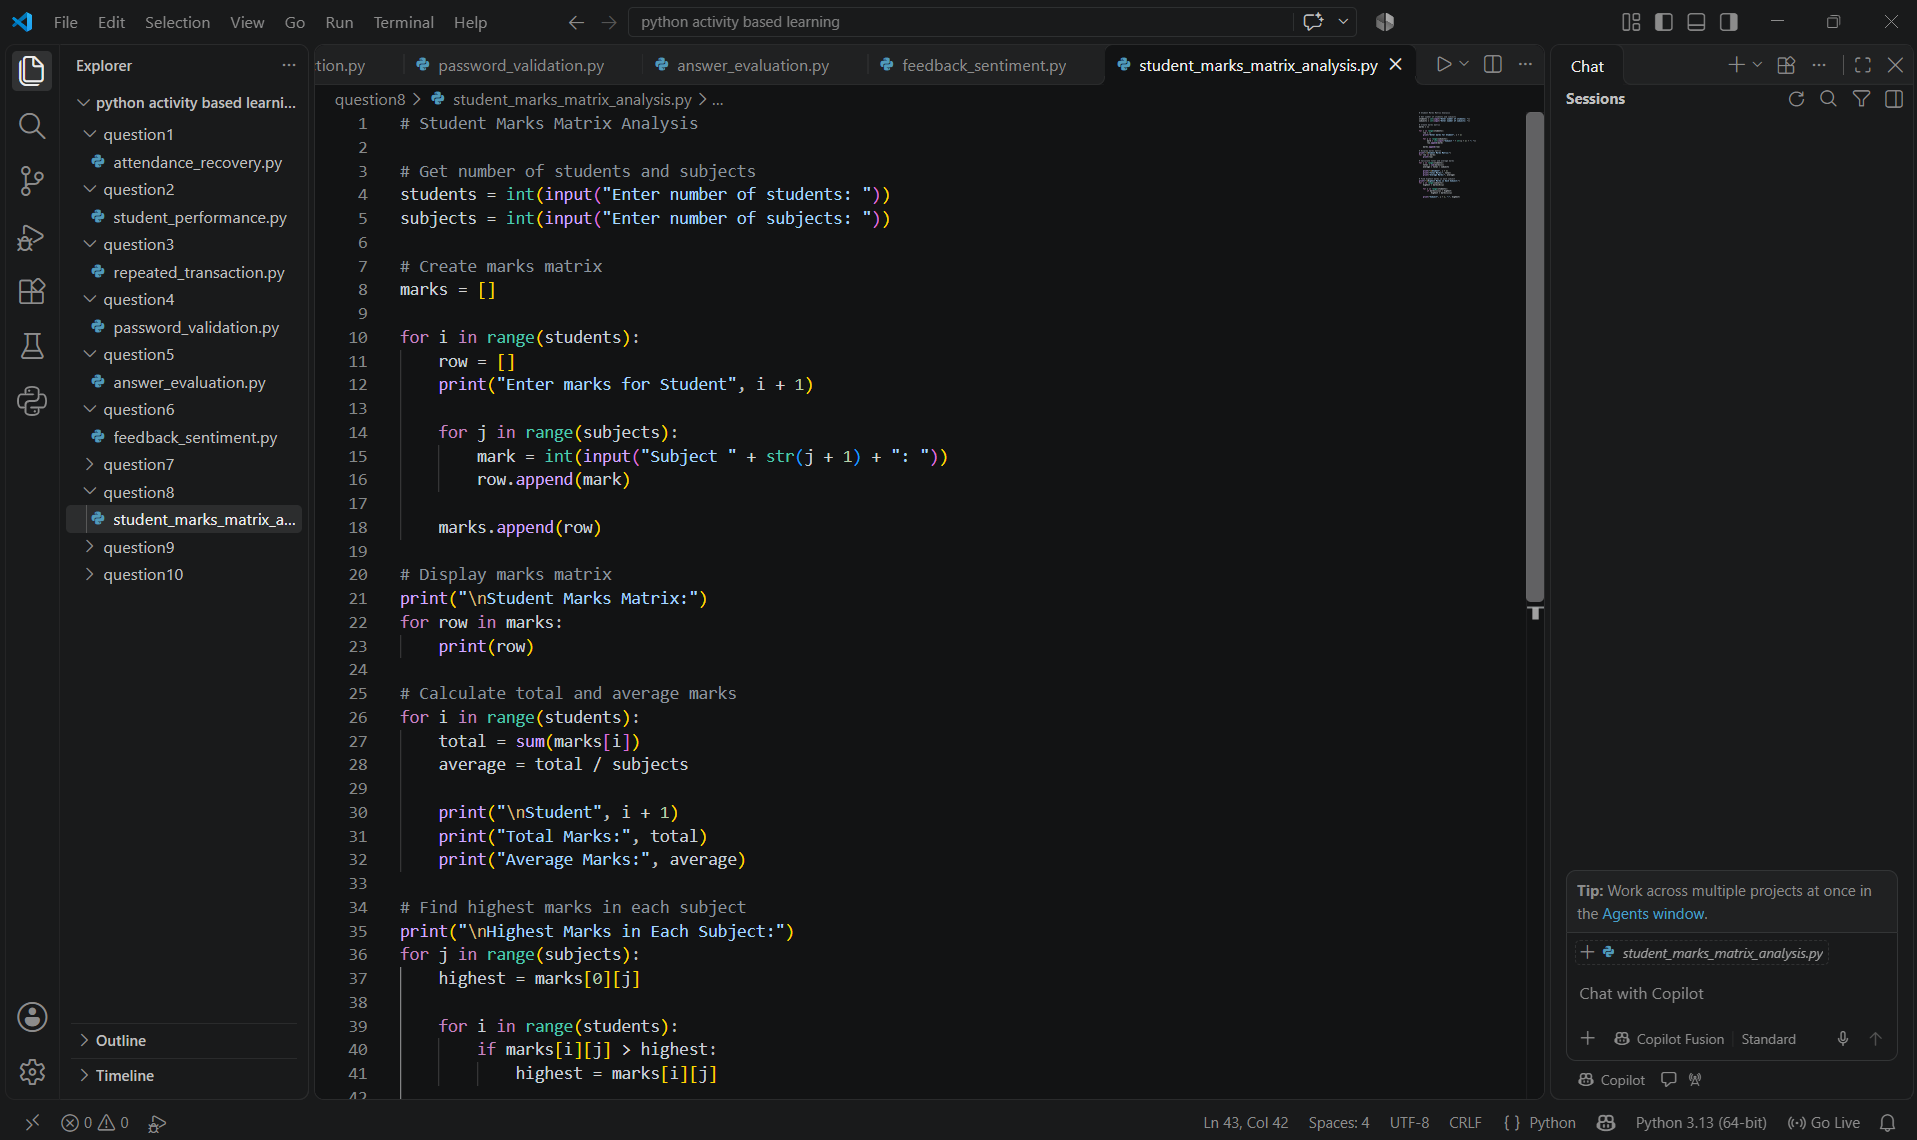 File Edit Selection View Go Run Terminal Help
python activity based learning
Explorer
python activity based learni...
question1
attendance_recovery.py
question2
student_performance.py
question3
repeated_transaction.py
question4
password_validation.py
question5
answer_evaluation.py
question6
feedback_sentiment.py
question7
question8
student_marks_matrix_a...
question9
question10
Outline
Timeline
tion.py password_validation.py answer_evaluation.py feedback_sentiment.py student_marks_matrix_analysis.py
question8 > student_marks_matrix_analysis.py > ...
1 # Student Marks Matrix Analysis
2
3 # Get number of students and subjects
4 students = int(input("Enter number of students: "))
5 subjects = int(input("Enter number of subjects: "))
6
7 # Create marks matrix
8 marks = []
9
10 for i in range(students):
11     row = []
12     print("Enter marks for Student", i + 1)
13
14     for j in range(subjects):
15         mark = int(input("Subject " + str(j + 1) + ": "))
16         row.append(mark)
17
18     marks.append(row)
19
20 # Display marks matrix
21 print("\nStudent Marks Matrix:")
22 for row in marks:
23     print(row)
24
25 # Calculate total and average marks
26 for i in range(students):
27     total = sum(marks[i])
28     average = total / subjects
29
30     print("\nStudent", i + 1)
31     print("Total Marks:", total)
32     print("Average Marks:", average)
33
34 # Find highest marks in each subject
35 print("\nHighest Marks in Each Subject:")
36 for j in range(subjects):
37     highest = marks[0][j]
38
39     for i in range(students):
40         if marks[i][j] > highest:
41             highest = marks[i][j]
42
Chat
Sessions
Tip: Work across multiple projects at once in
the Agents window.
student_marks_matrix_analysis.py
Chat with Copilot
Copilot Fusion Standard
Copilot
0 0
Ln 43, Col 42 Spaces: 4 UTF-8 CRLF { } Python Python 3.13 (64-bit) Go Live